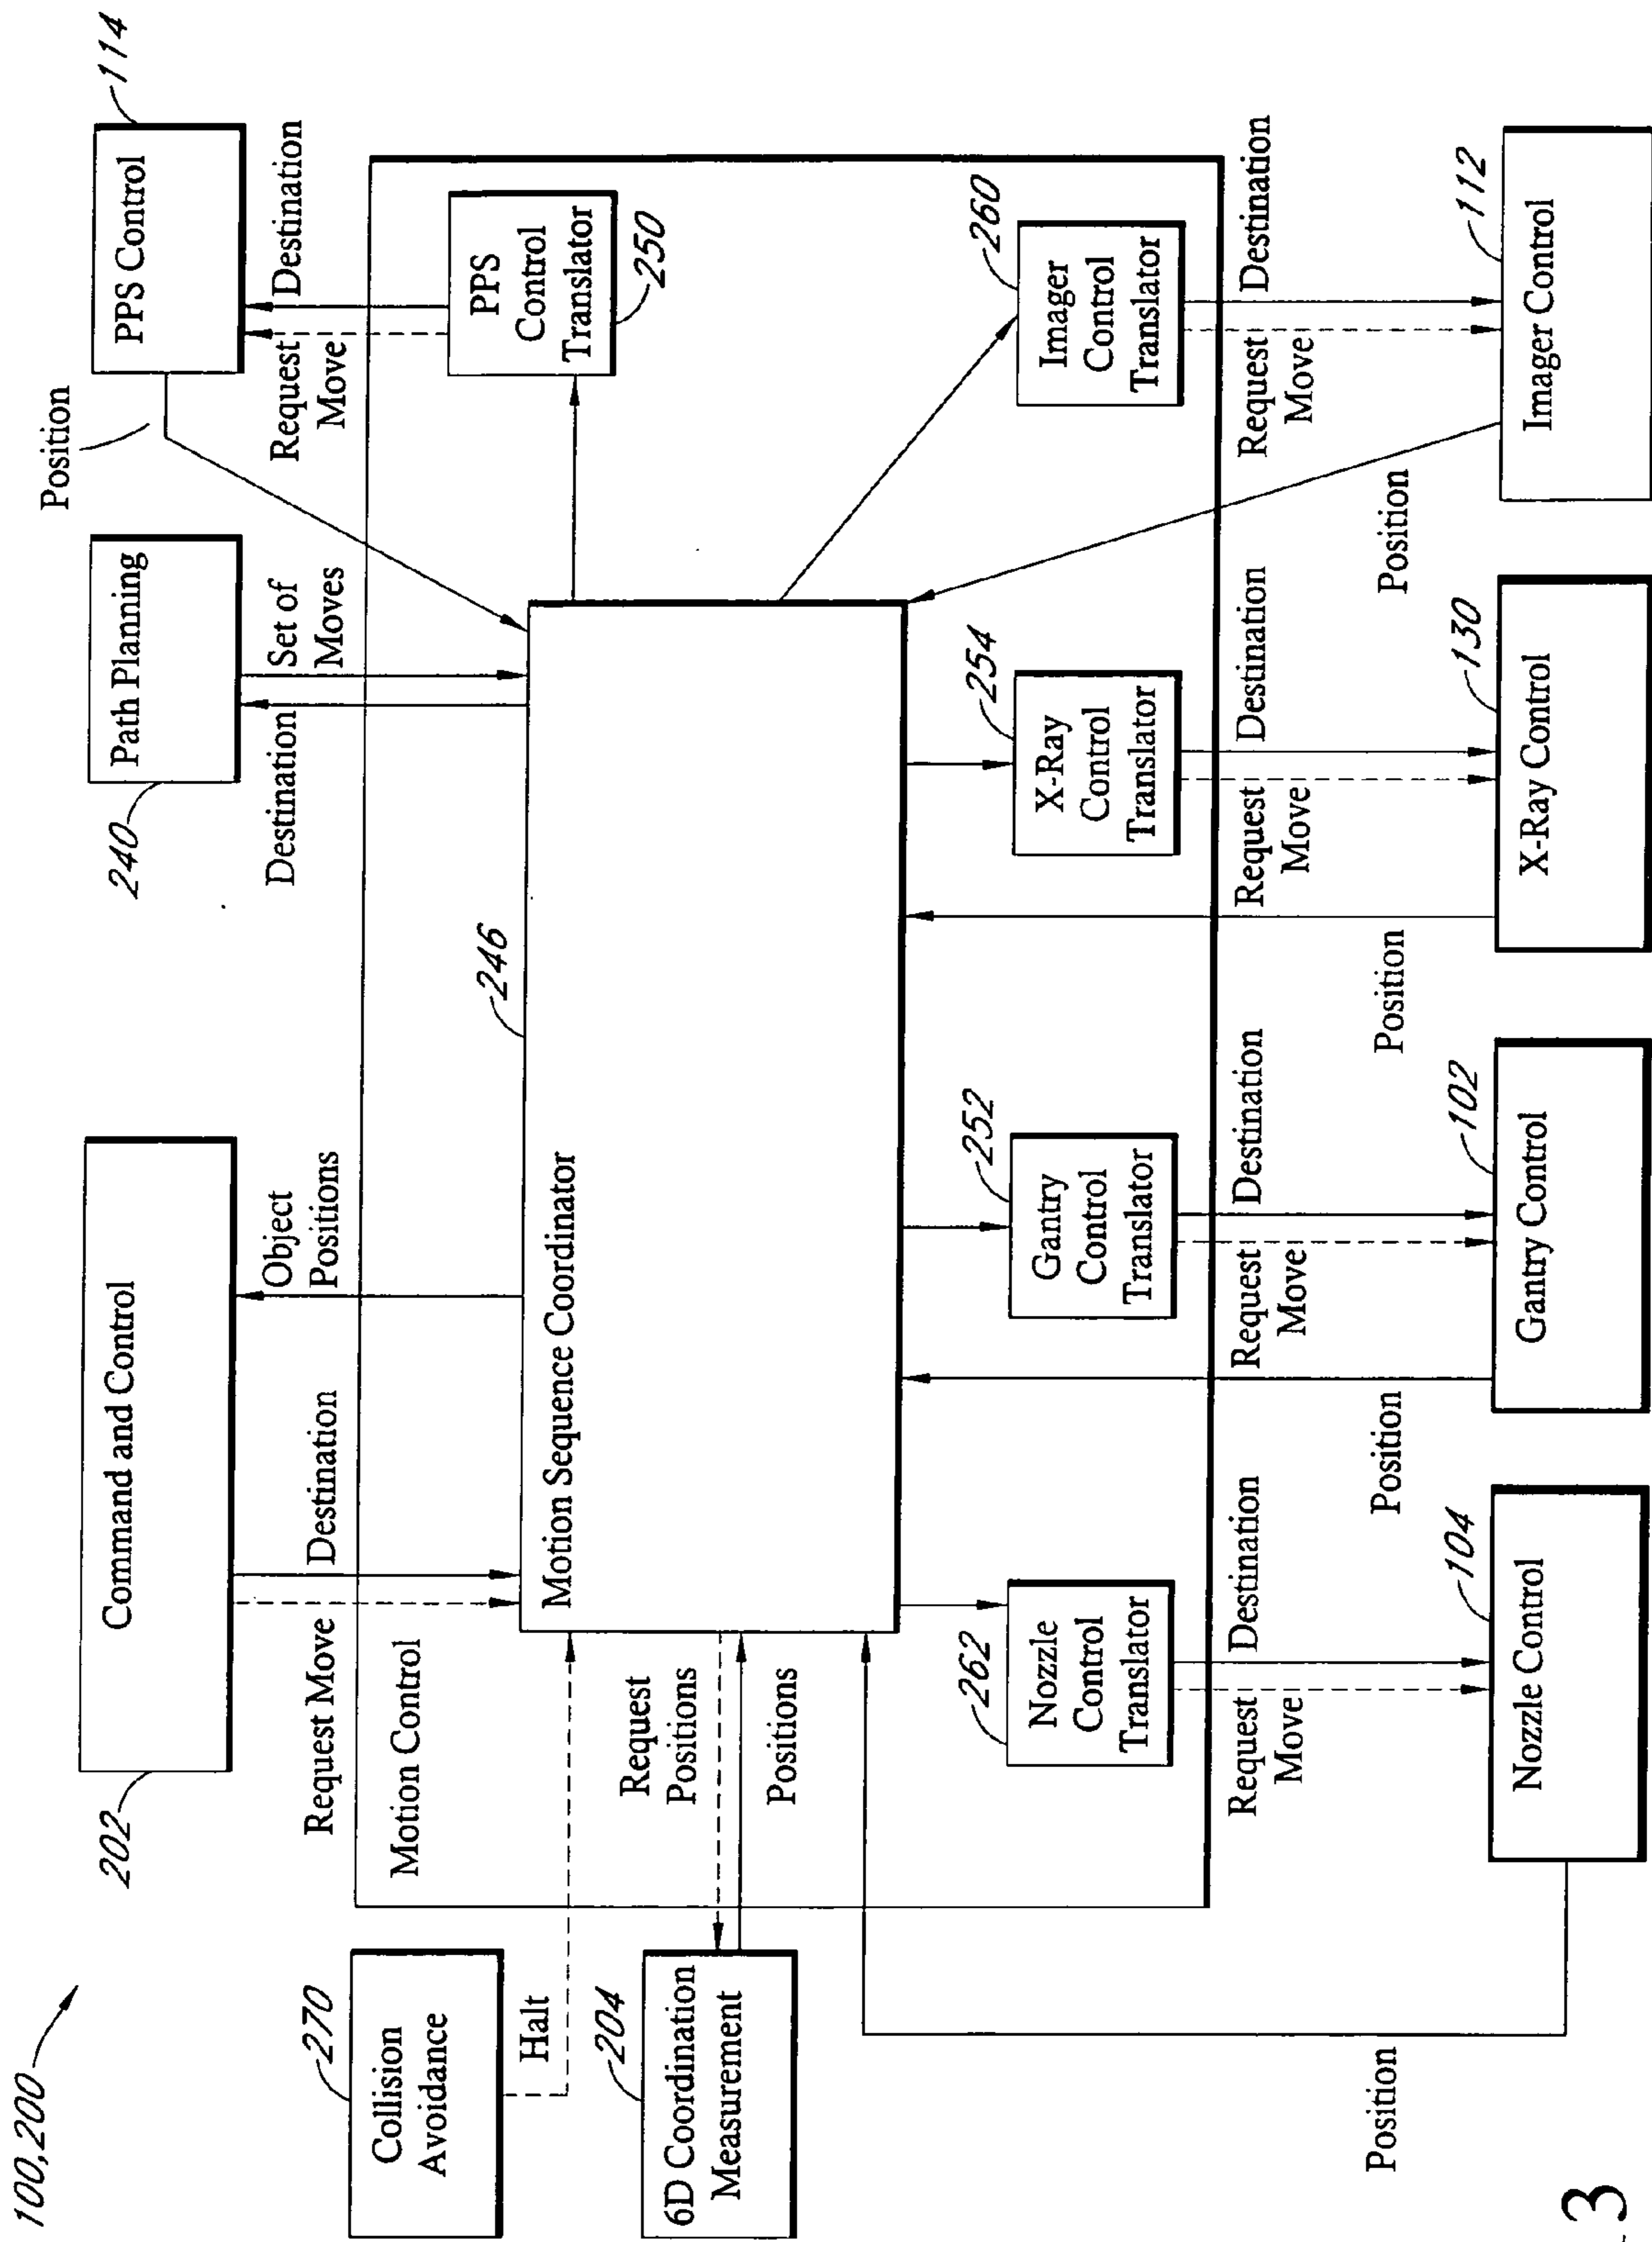 100,200
202
Command and Control
240
Path Planning
Position
PPS Control
114
Request Move
Destination
Object
Positions
Destination
Set of
Moves
Request
Move
Destination
270
Collision
Avoidance
Halt
Motion Control
246
PPS
Control
Translator
250
Motion Sequence Coordinator
204
6D Coordination
Measurement
Request
Positions
Positions
262
Nozzle
Control
Translator
252
Gantry
Control
Translator
254
X-Ray
Control
Translator
260
Imager
Control
Translator
Request
Move
Destination
Request
Move
Destination
Request
Move
Destination
Request
Move
Destination
Position
Position
Position
Position
104
Nozzle Control
102
Gantry Control
130
X-Ray Control
112
Imager Control
3